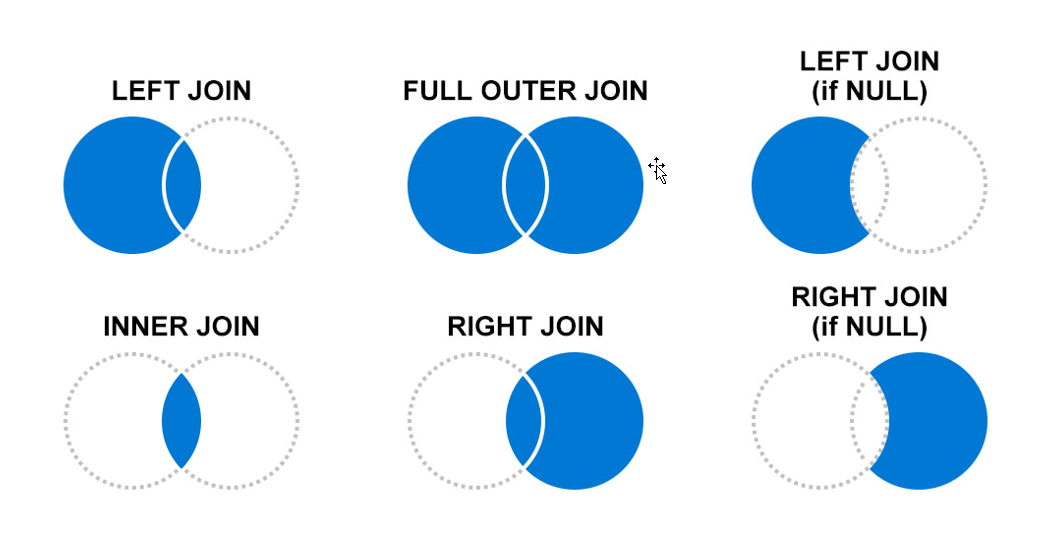 LEFT JOIN
FULL OUTER JOIN
LEFT JOIN
(if NULL)
INNER JOIN
RIGHT JOIN
RIGHT JOIN
(if NULL)